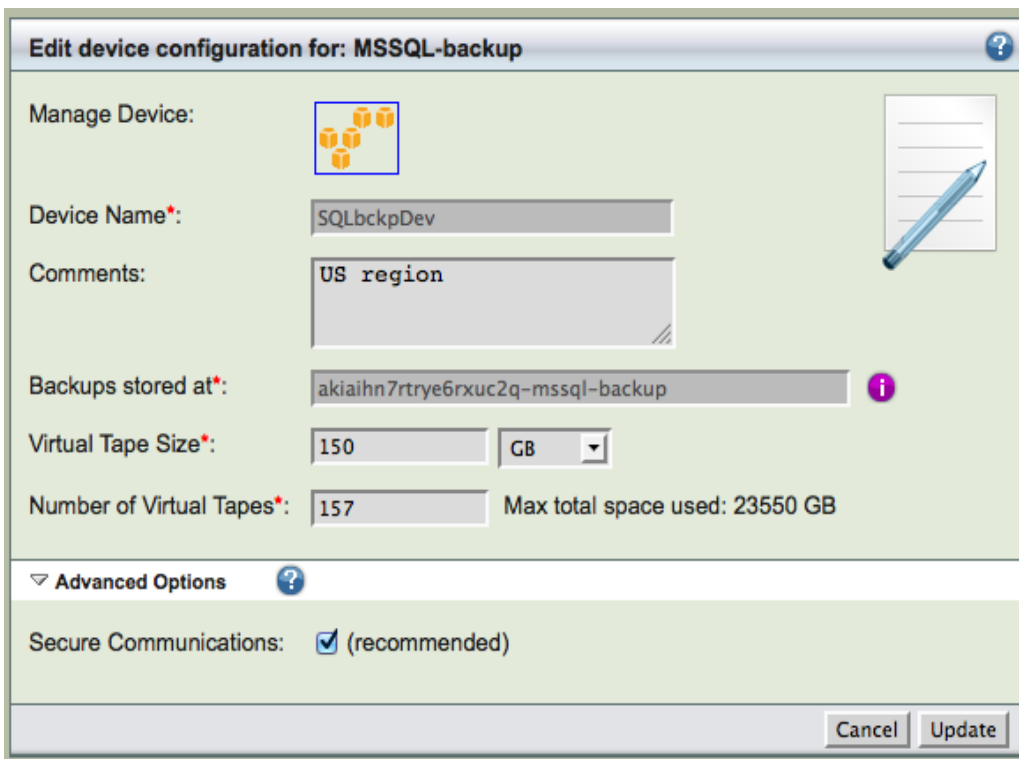 Edit device configuration for: MSSQL-backup ?
Manage Device:
Device Name*: SQLbckpDev
Comments: US region
Backups stored at*: akiaihn7rtrye6rxuc2q-mssql-backup i
Virtual Tape Size*: 150 GB
Number of Virtual Tapes*: 157 Max total space used: 23550 GB
Advanced Options ?
Secure Communications: (recommended)
Cancel Update